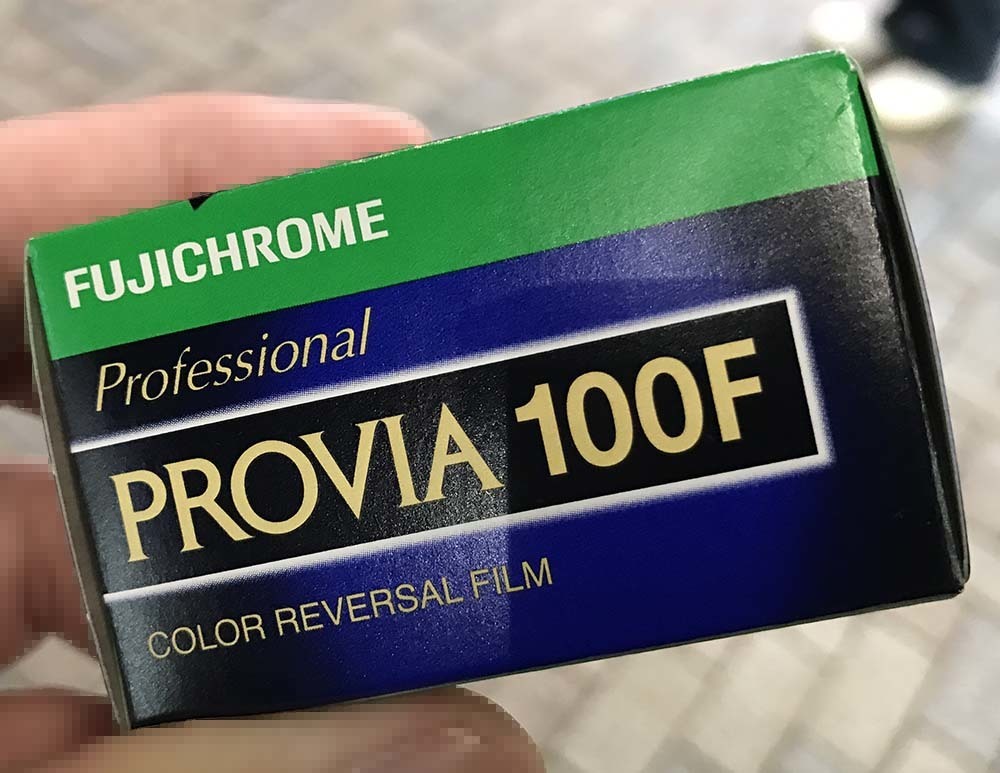 FUJICHROME
Professional
PROVIA 100F
COLOR REVERSAL FILM